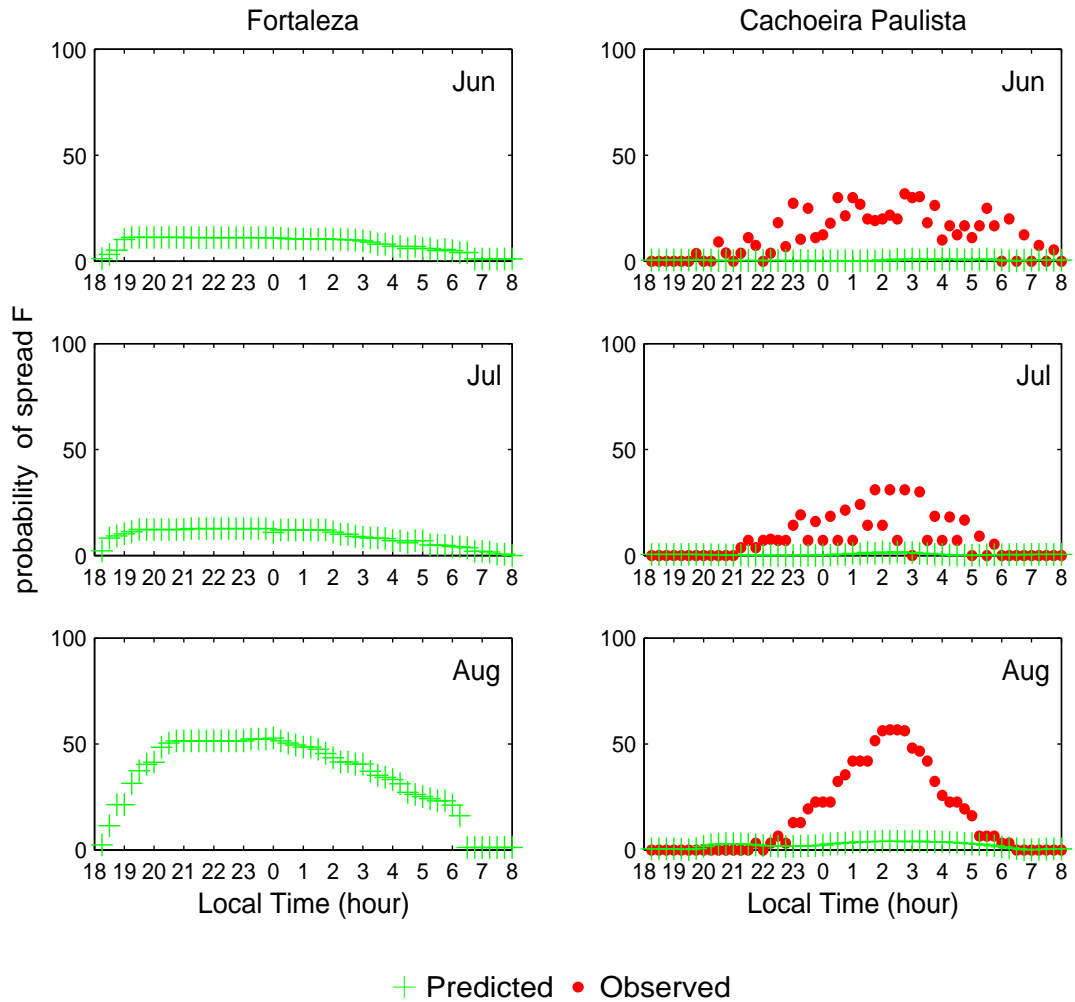 Fortaleza
Cachoeira Paulista
probability of spread F
100
50
0
Jun
18 19 20 21 22 23 0 1 2 3 4 5 6 7 8
100
50
0
Jun
18 19 20 21 22 23 0 1 2 3 4 5 6 7 8
100
50
0
Jul
18 19 20 21 22 23 0 1 2 3 4 5 6 7 8
100
50
0
Jul
18 19 20 21 22 23 0 1 2 3 4 5 6 7 8
100
50
0
Aug
18 19 20 21 22 23 0 1 2 3 4 5 6 7 8
Local Time (hour)
100
50
0
Aug
18 19 20 21 22 23 0 1 2 3 4 5 6 7 8
Local Time (hour)
Predicted Observed